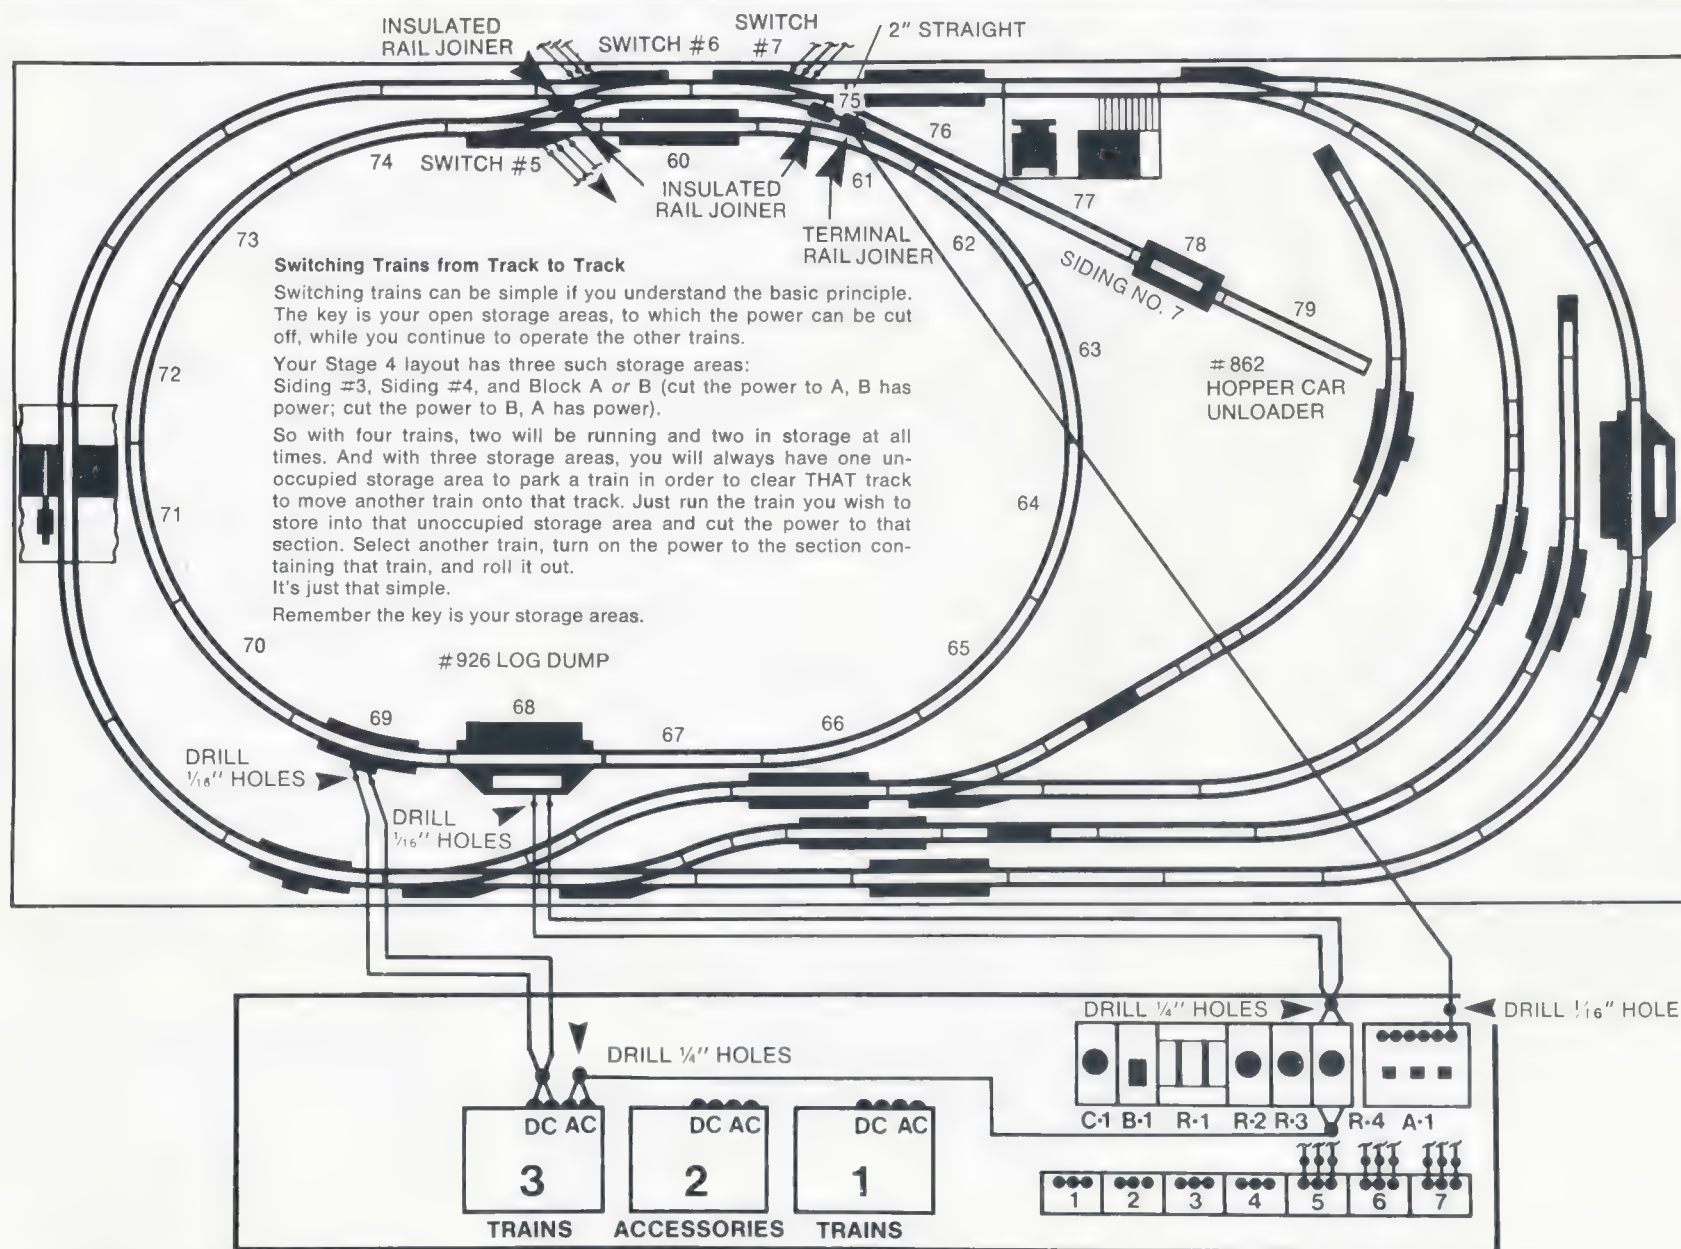 INSULATED
RAIL JOINER
SWITCH #6
SWITCH
#7
2" STRAIGHT
75
74
SWITCH #5
60
INSULATED
RAIL JOINER
61
76
77
TERMINAL
RAIL JOINER
62
78
SIDING NO. 7
79
73
63
#862
HOPPER CAR
UNLOADER
72
Switching Trains from Track to Track
Switching trains can be simple if you understand the basic principle.
The key is your open storage areas, to which the power can be cut
off, while you continue to operate the other trains.
Your Stage 4 layout has three such storage areas:
Siding #3, Siding #4, and Block A or B (cut the power to A, B has
power; cut the power to B, A has power).
So with four trains, two will be running and two in storage at all
times. And with three storage areas, you will always have one un-
occupied storage area to park a train in order to clear THAT track
to move another train onto that track. Just run the train you wish to
store into that unoccupied storage area and cut the power to that
section. Select another train, turn on the power to the section con-
taining that train, and roll it out.
It's just that simple.
Remember the key is your storage areas.
71
64
70
65
#926 LOG DUMP
69
68
67
66
DRILL
1/16" HOLES
DRILL
1/16" HOLES
DRILL 1/4" HOLES
DRILL 1/16" HOLE
DRILL 1/4" HOLES
C-1 B-1 R-1 R-2 R-3 R-4 A-1
DC AC
3
TRAINS
DC AC
2
ACCESSORIES
DC AC
1
TRAINS
1 2 3 4 5 6 7